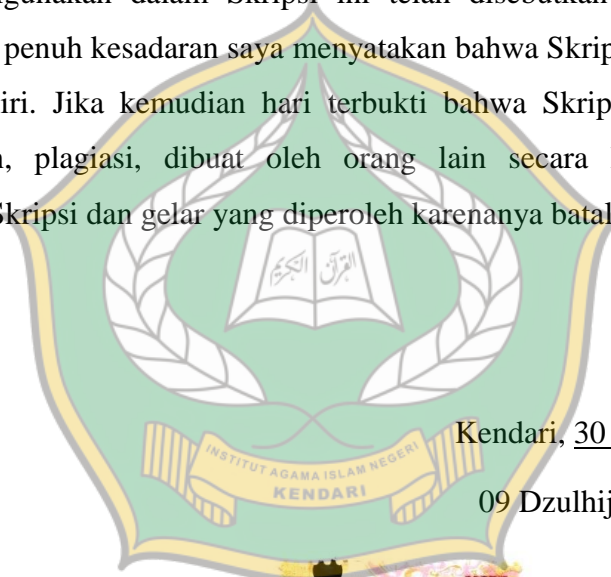 gunakan dalam Skripsi ini telah disebutkan
penuh kesadaran saya menyatakan bahwa Skrip
iri. Jika kemudian hari terbukti bahwa Skrip
, plagiasi, dibuat oleh orang lain secara
Skripsi dan gelar yang diperoleh karenanya batal
القرآن الكريم
Kendari, 30
INSTITUT AGAMA ISLAM NEGERI
KENDARI
09 Dzulhij